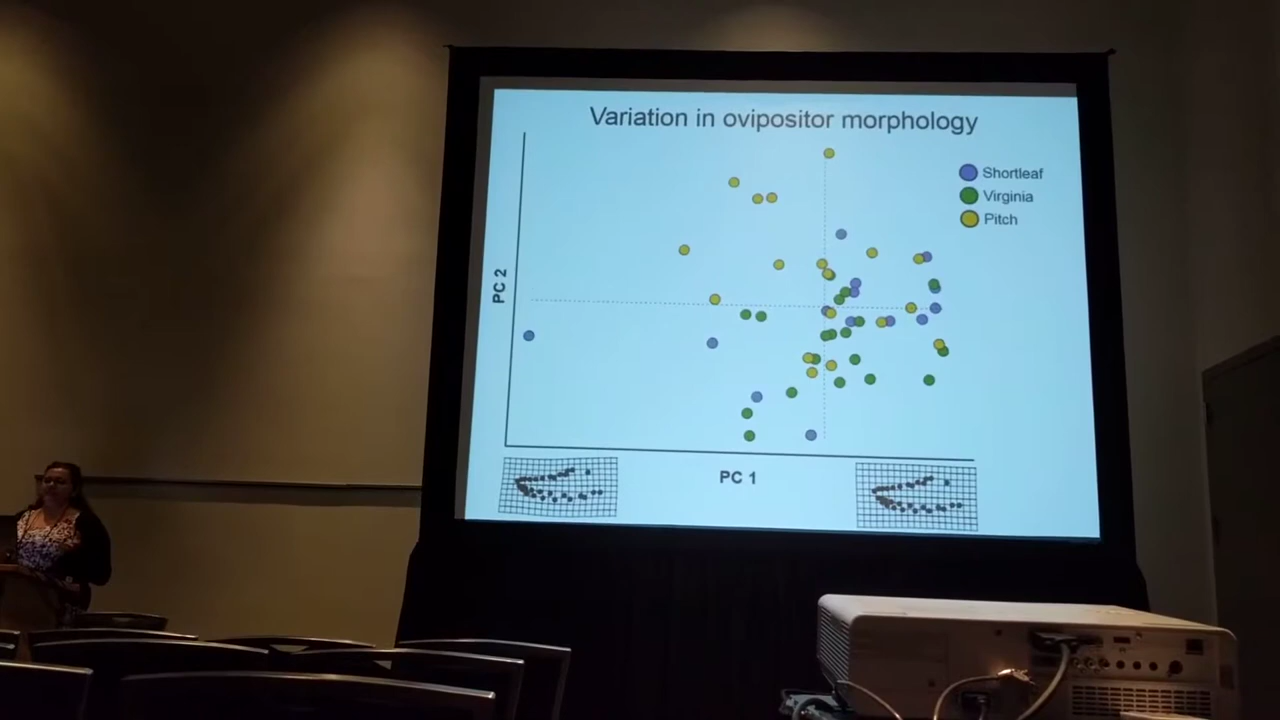 Variation in ovipositor morphology
Shortleaf
Virginia
Pitch
PC 2
PC 1